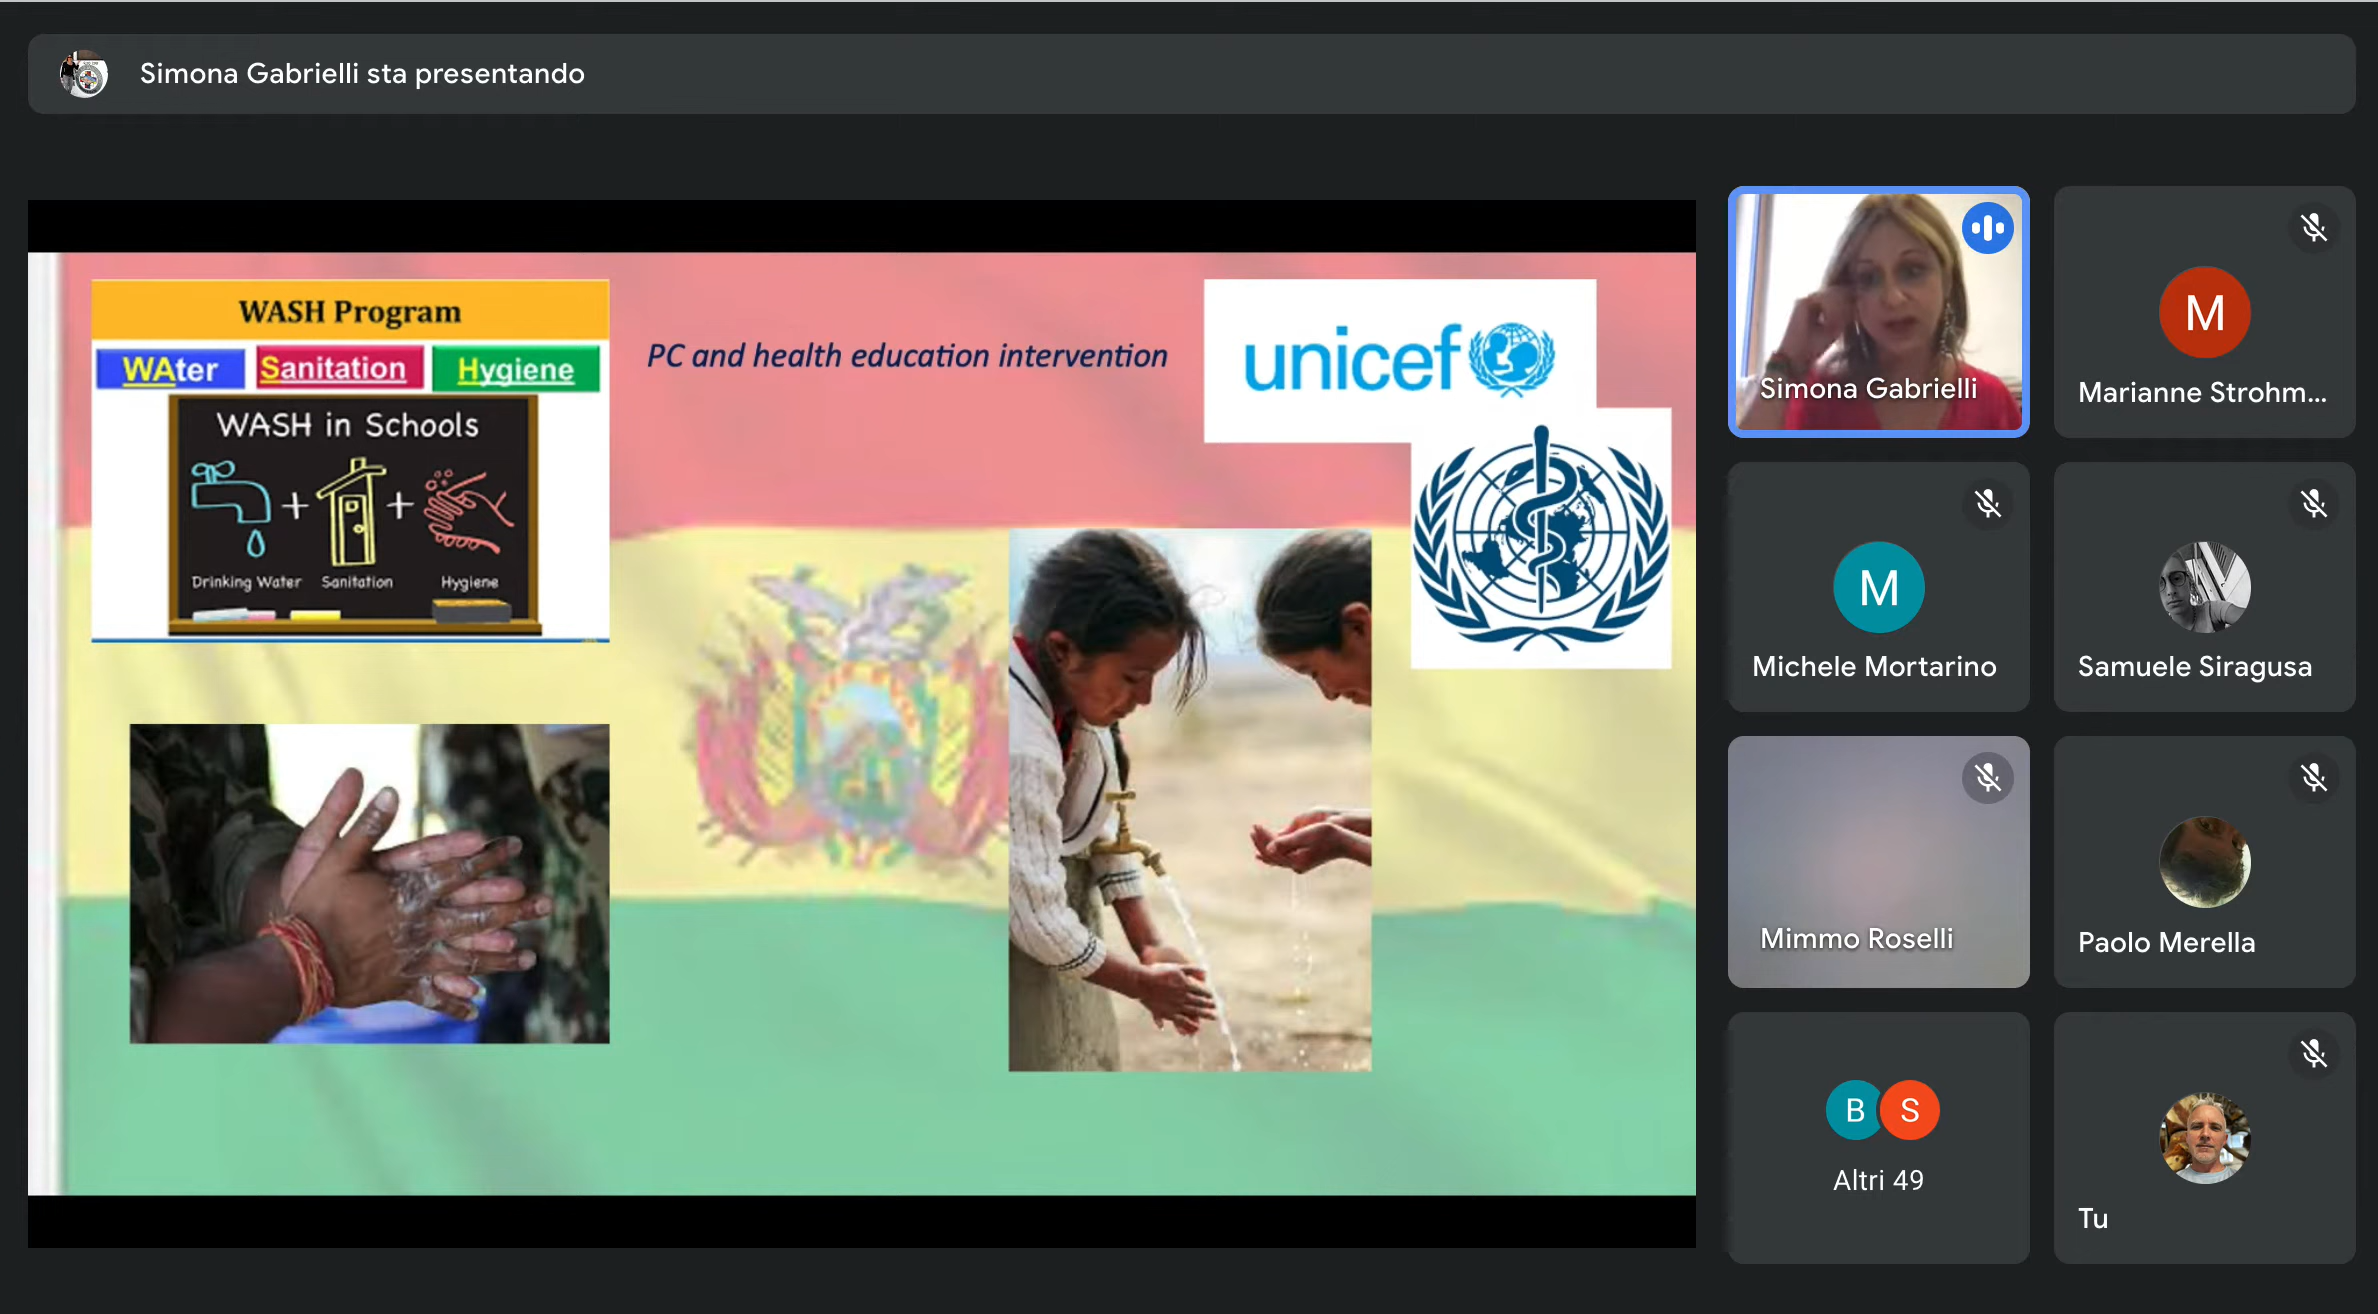 Simona Gabrielli sta presentando
WASH Program
WAter Sanitation Hygiene
WASH in Schools
+ +
Drinking Water Sanitation Hygiene
PC and health education intervention
unicef
Simona Gabrielli
M
Marianne Strohm...
M
Michele Mortarino
Samuele Siragusa
Mimmo Roselli
Paolo Merella
B S
Altri 49
Tu